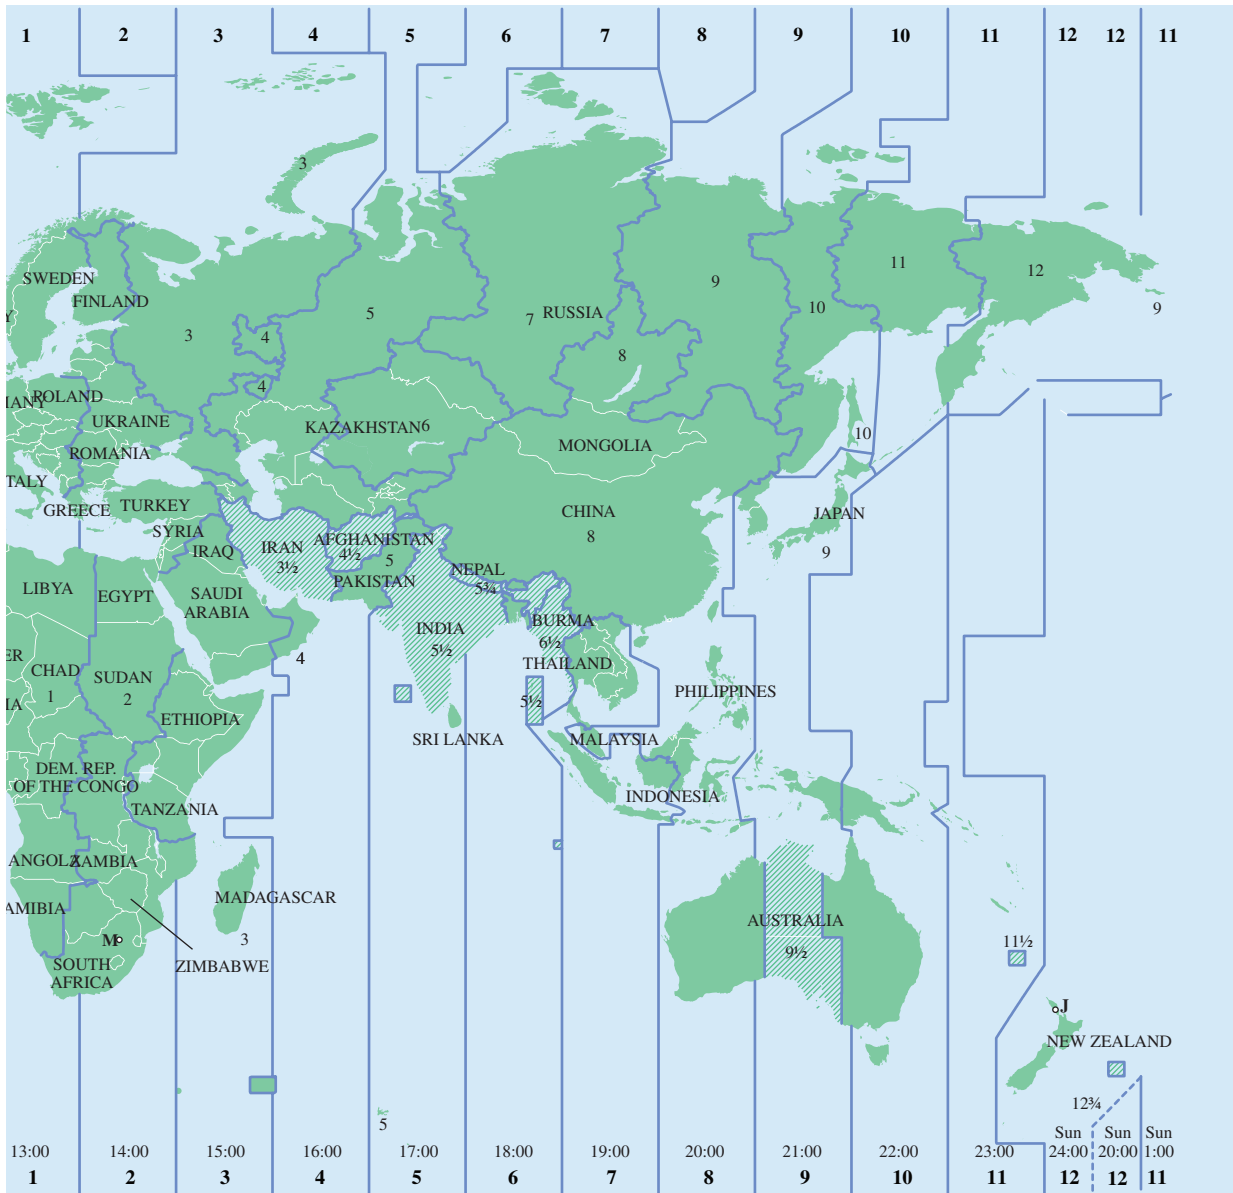 1 2 3 4 5 6 7 8 9 10 11 12 12 11
3
SWEDEN
9
11
12
FINLAND
10
9
5
Y
7 RUSSIA
3
4
8
4
POLAND
MANY
UKRAINE
KAZAKHSTAN6
10
MONGOLIA
ROMANIA
ITALY
GREECE
TURKEY
CHINA
JAPAN
SYRIA
8
IRAQ
IRAN
AFGHANISTAN
9
3½
4½
5
NEPAL
PAKISTAN
5¾
LIBYA
EGYPT
SAUDI
ARABIA
BURMA
INDIA
6½
5½
ER
4
THAILAND
CHAD
SUDAN
1
2
PHILIPPINES
IA
ETHIOPIA
5½
SRI LANKA
MALAYSIA
DEM. REP.
OF THE CONGO
INDONESIA
TANZANIA
ANGOLA
ZAMBIA
MADAGASCAR
AMIBIA
AUSTRALIA
M
3
11½
9½
SOUTH
AFRICA
ZIMBABWE
J
NEW ZEALAND
12¾
5
Sun Sun Sun
13:00 14:00 15:00 16:00 17:00 18:00 19:00 20:00 21:00 22:00 23:00 24:00 20:00 1:00
1 2 3 4 5 6 7 8 9 10 11 12 12 11